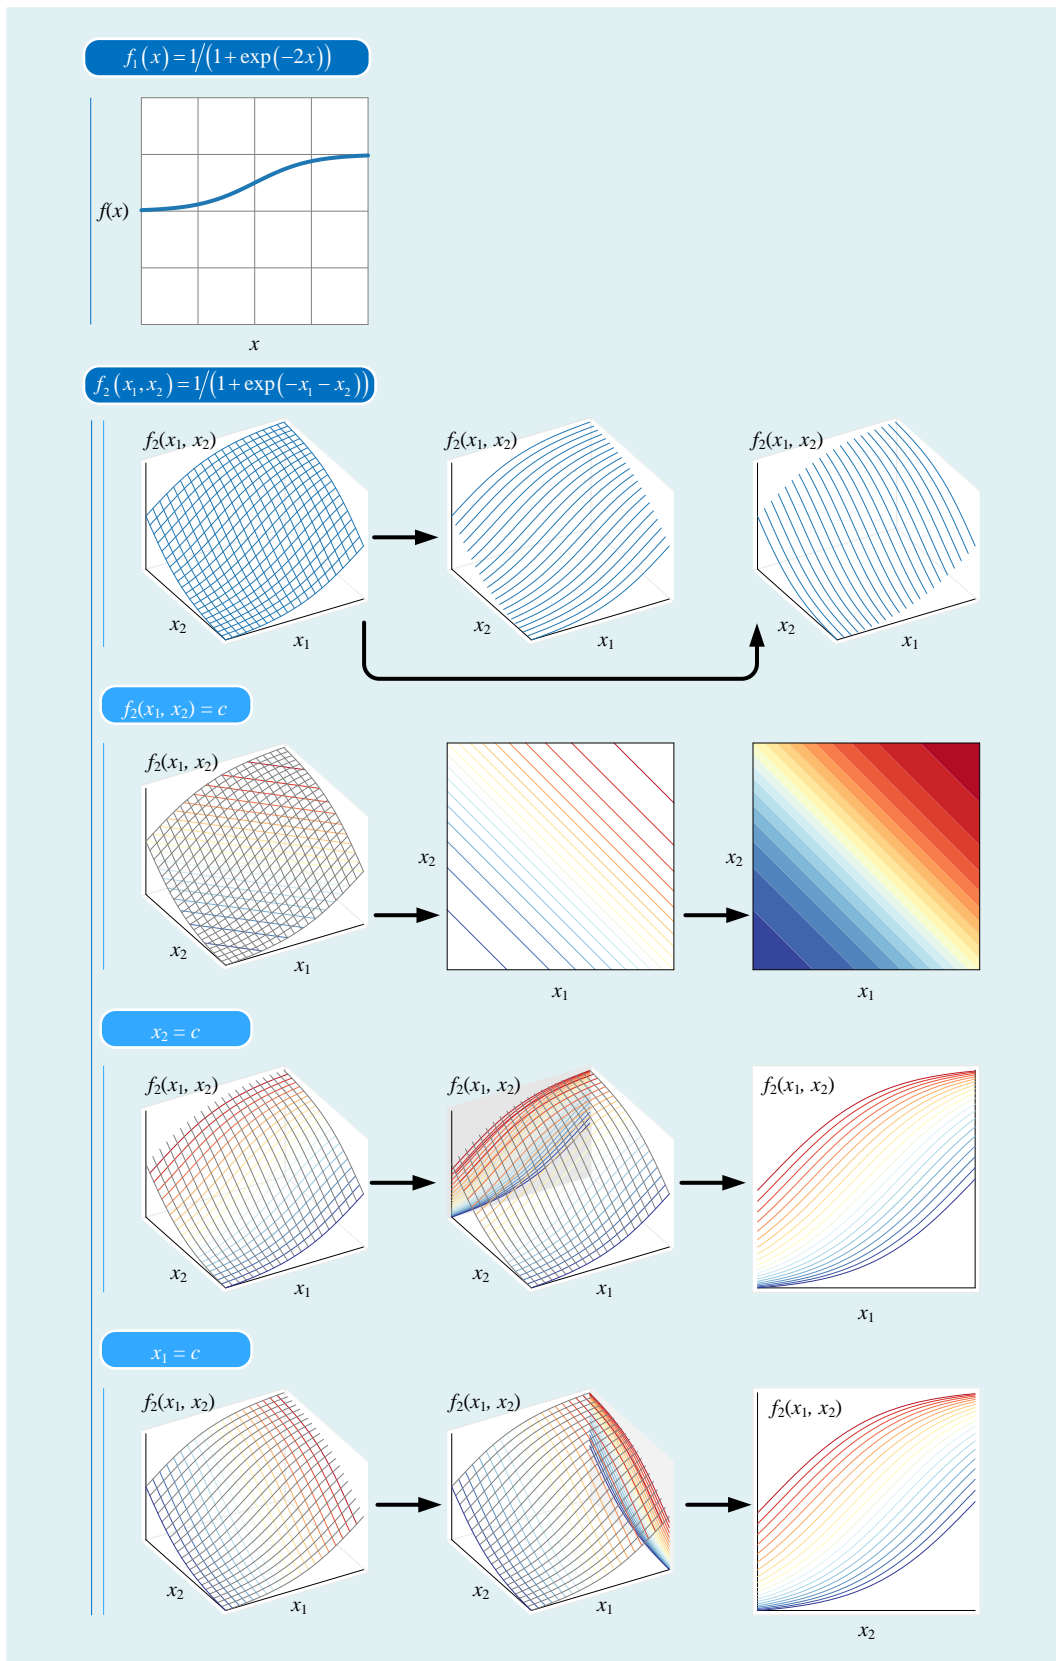 f₁(x) = 1/(1 + exp(−2x))
f(x)
x
f₂(x₁, x₂) = 1/(1 + exp(−x₁ − x₂))
f₂(x₁, x₂)
f₂(x₁, x₂)
f₂(x₁, x₂)
x₂
x₁
x₂
x₁
x₂
x₁
f₂(x₁, x₂) = c
f₂(x₁, x₂)
x₂
x₁
x₂
x₁
x₂
x₁
x₂ = c
f₂(x₁, x₂)
f₂(x₁, x₂)
f₂(x₁, x₂)
x₂
x₁
x₂
x₁
x₁
x₁ = c
f₂(x₁, x₂)
f₂(x₁, x₂)
f₂(x₁, x₂)
x₂
x₁
x₂
x₁
x₂